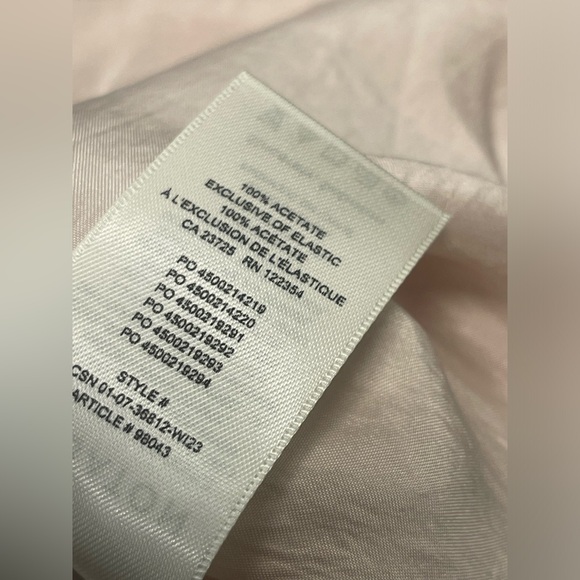 100% ACETATE
EXCLUSIVE OF ELASTIC
100% ACÉTATE
À L'EXCLUSION DE L'ÉLASTIQUE
CA 23725 RN 122354
PO 4500214219
PO 4500214220
PO 4500219291
PO 4500219292
PO 4500219293
PO 4500219294
STYLE #
CSN 01-07-36812-WI23
ARTICLE # 98043